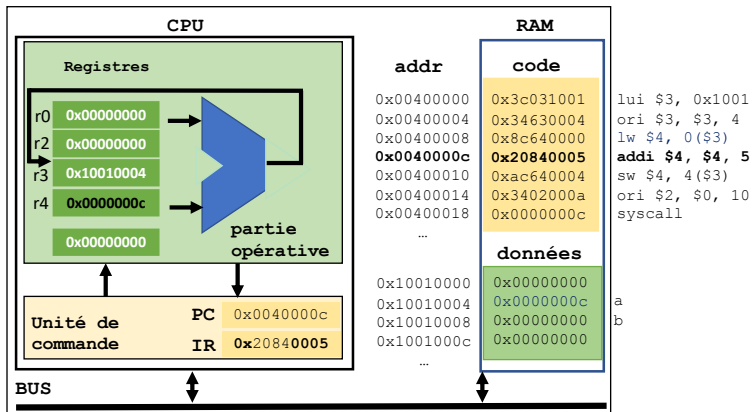 CPU
RAM
Registres
addr
code
0x00400000 0x3c031001 lui $3, 0x1001
0x00400004 0x34630004 ori $3, $3, 4
0x00400008 0x8c640000 lw $4, 0($3)
0x0040000c 0x20840005 addi $4, $4, 5
0x00400010 0xac640004 sw $4, 4($3)
0x00400014 0x3402000a ori $2, $0, 10
0x00400018 0x0000000c syscall
…
r0 0x00000000
r2 0x00000000
r3 0x10010004
r4 0x0000000c
0x00000000
partie
opérative
données
0x10010000 0x00000000
0x10010004 0x0000000c a
0x10010008 0x00000000 b
0x1001000c 0x00000000
…
Unité de
commande
PC 0x0040000c
IR 0x20840005
BUS